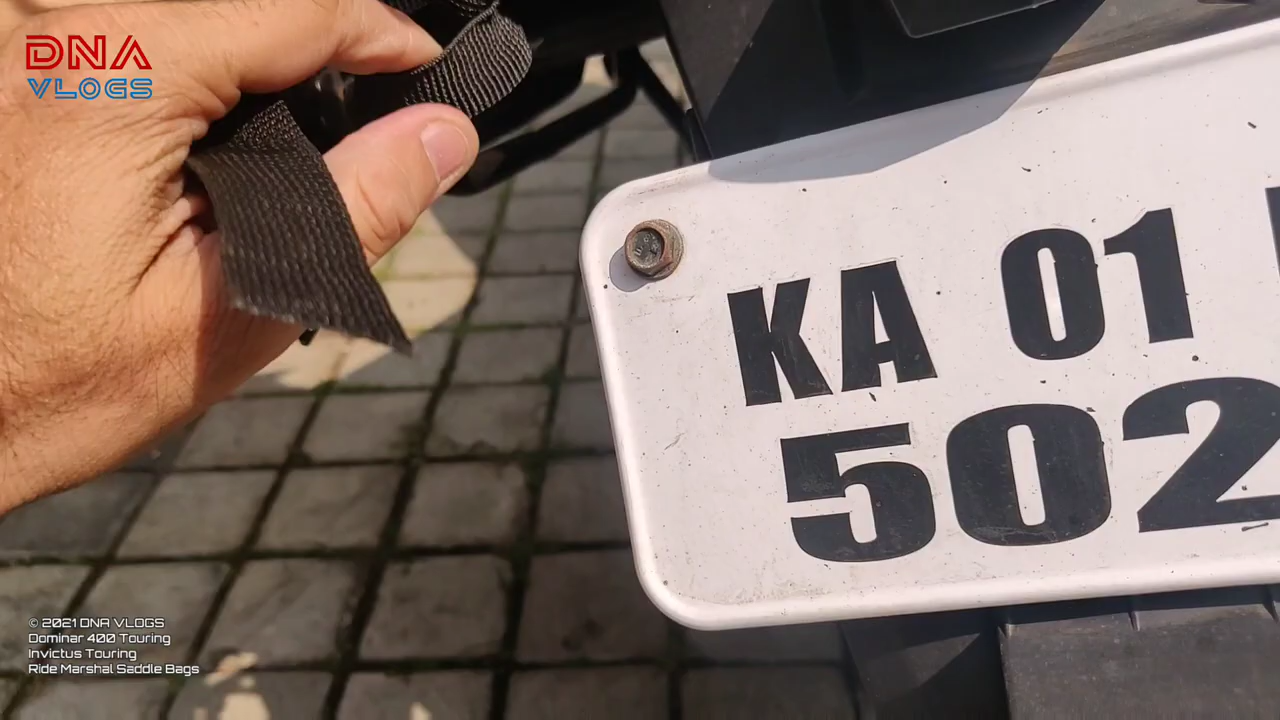 DNA
VLOGS
KA 01
502
© 2021 DNA VLOGS
Dominar 400 Touring
Invictus Touring
Ride Marshal Saddle Bags